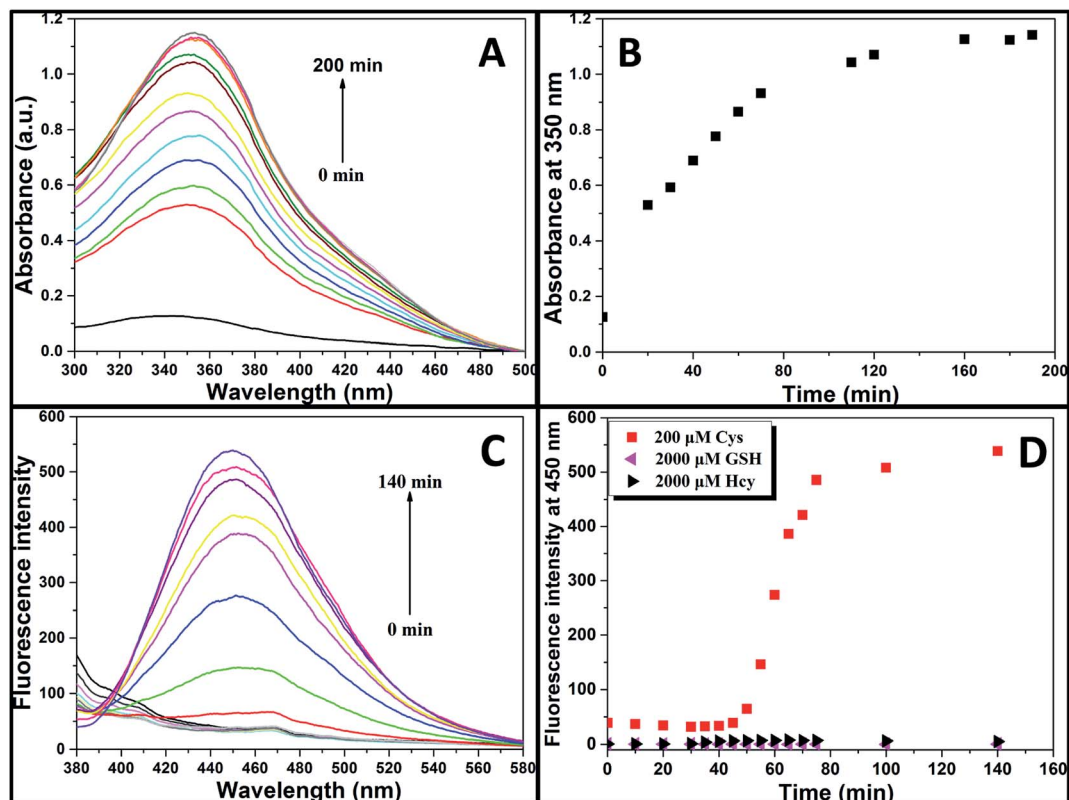 A
Absorbance (a.u.)
1.2
1.0
0.8
0.6
0.4
0.2
0.0
200 min
0 min
300 320 340 360 380 400 420 440 460 480 500
Wavelength (nm)
B
Absorbance at 350 nm
1.2
1.0
0.8
0.6
0.4
0.2
0.0
0 40 80 120 160 200
Time (min)
C
Fluorescence intensity
600
500
400
300
200
100
0
140 min
0 min
380 400 420 440 460 480 500 520 540 560 580
Wavelength (nm)
D
Fluorescence intensity at 450 nm
600
500
400
300
200
100
0
200 μM Cys
2000 μM GSH
2000 μM Hcy
0 20 40 60 80 100 120 140 160
Time (min)